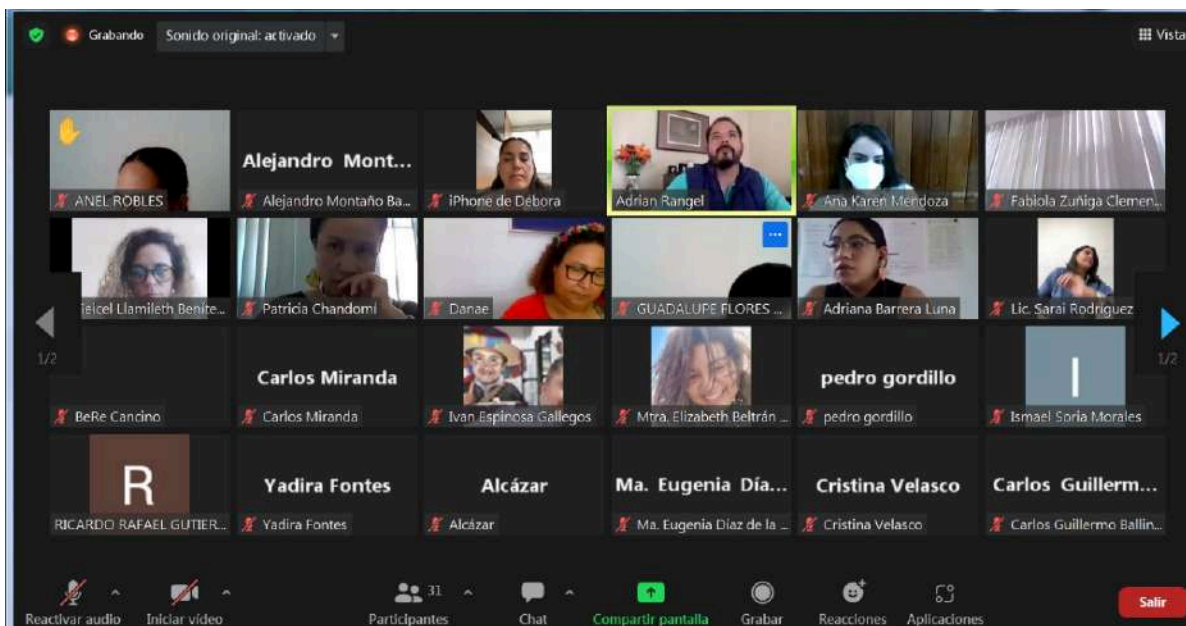 Grabando
Sonido original: activado
Vista
ANEL ROBLES
Alejandro Mont...
Alejandro Montaño Ba...
iPhone de Débora
Adrian Rangel
Ana Karen Mendoza
Fabiola Zuñiga Clemen...
Llamileth Benite...
Patricia Chandomí
Danae
GUADALUPE FLORES ...
Adriana Barrera Luna
Lic. Sarai Rodriguez
1/2
1/2
BeRe Cancino
Carlos Miranda
Carlos Miranda
Ivan Espinosa Gallegos
Mtra. Elizabeth Beltrán ...
pedro gordillo
pedro gordillo
I
Ismael Soria Morales
R
RICARDO RAFAEL GUTIER...
Yadira Fontes
Yadira Fontes
Alcázar
Alcázar
Ma. Eugenia Día...
Ma. Eugenia Díaz de la ...
Cristina Velasco
Cristina Velasco
Carlos Guillerm...
Carlos Guillermo Ballin...
Reactivar audio
Iniciar vídeo
31
Participantes
Chat
Compartir pantalla
Grabar
Reacciones
Aplicaciones
Salir